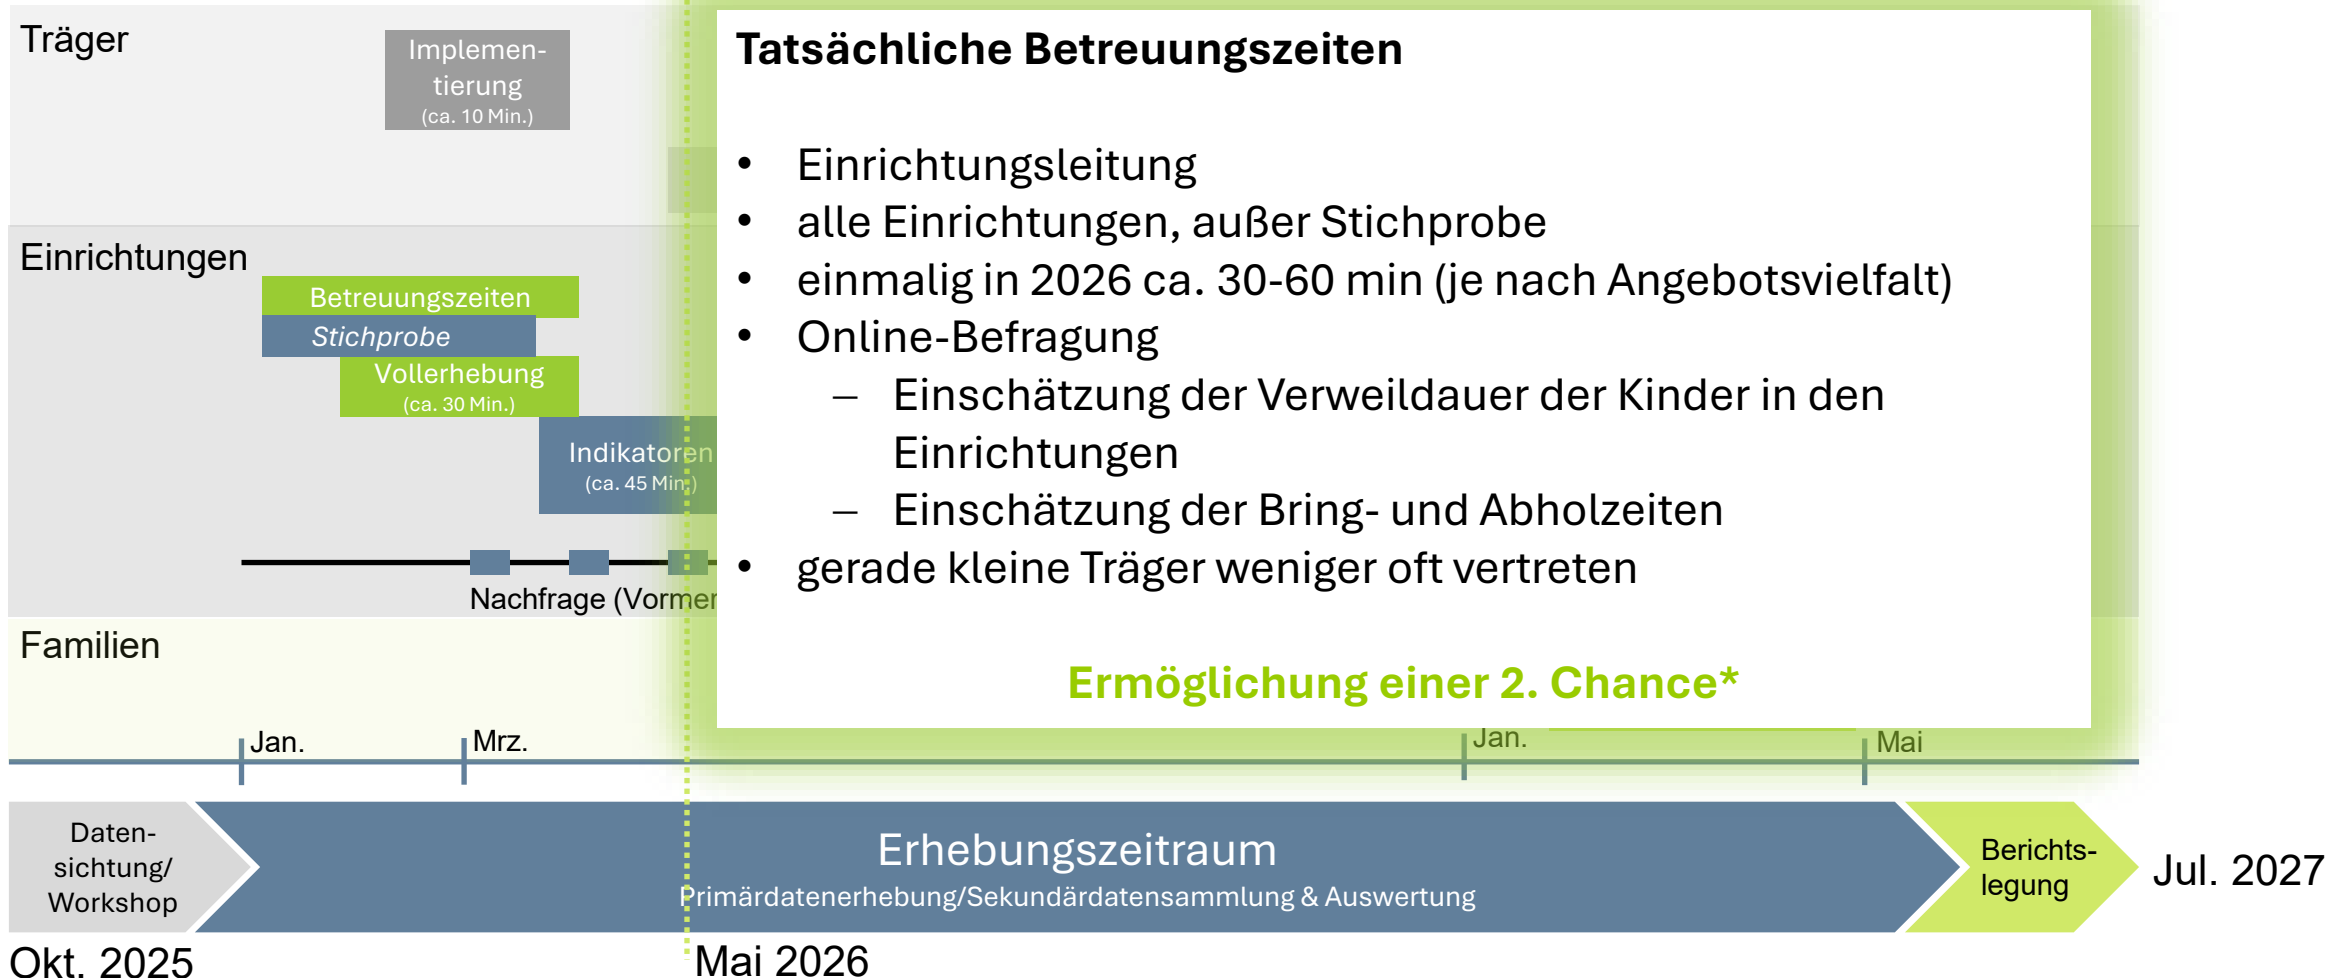 Träger
Implemen-
tierung
(ca. 10 Min.)
Einrichtungen
Betreuungszeiten
Stichprobe
Vollerhebung
(ca. 30 Min.)
Indikatoren
(ca. 45 Min.)
Nachfrage
Familien
Tatsächliche Betreuungszeiten
• Einrichtungsleitung
• alle Einrichtungen, außer Stichprobe
• einmalig in 2026 ca. 30-60 min (je nach Angebotsvielfalt)
• Online-Befragung
– Einschätzung der Verweildauer der Kinder in den
Einrichtungen
– Einschätzung der Bring- und Abholzeiten
• gerade kleine Träger weniger oft vertreten
Ermöglichung einer 2. Chance*
Jan.
Mrz.
Jan.
Mai
Daten-
sichtung/
Workshop
Erhebungszeitraum
Primärdatenerhebung/Sekundärdatensammlung & Auswertung
Berichts-
legung
Jul. 2027
Okt. 2025
Mai 2026